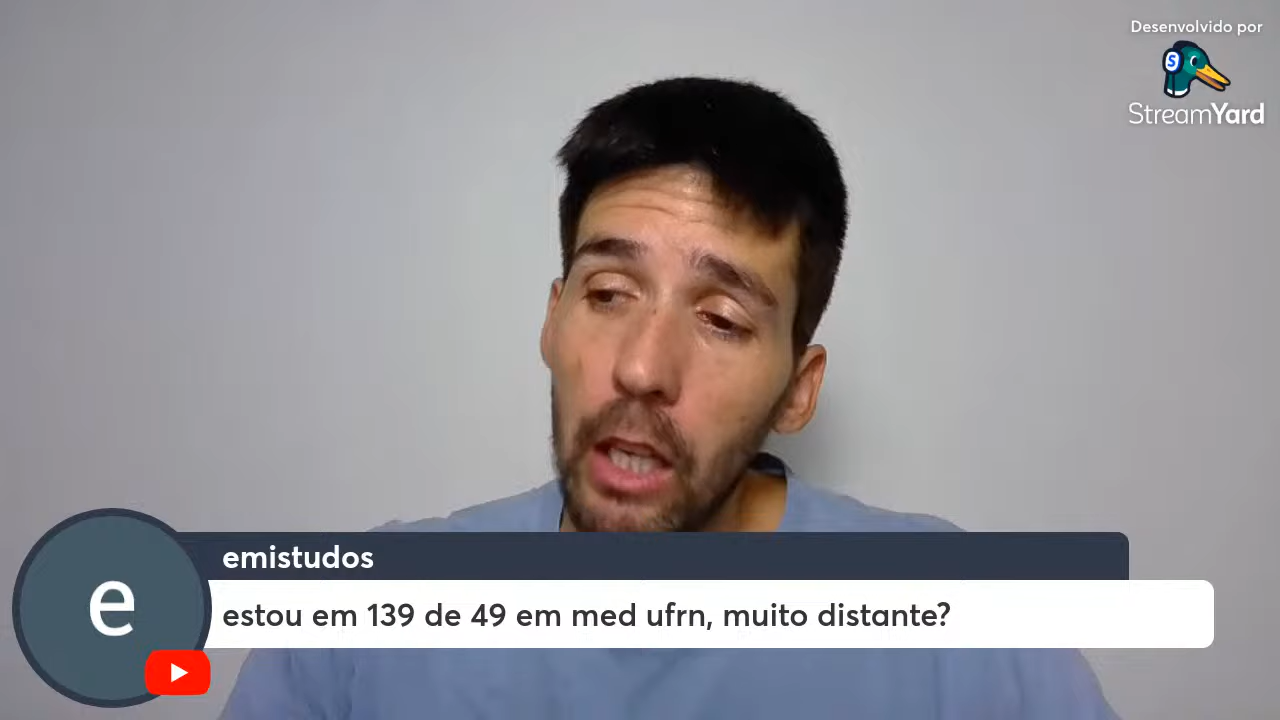 Desenvolvido por
S
StreamYard
e
emistudos
estou em 139 de 49 em med ufrn, muito distante?